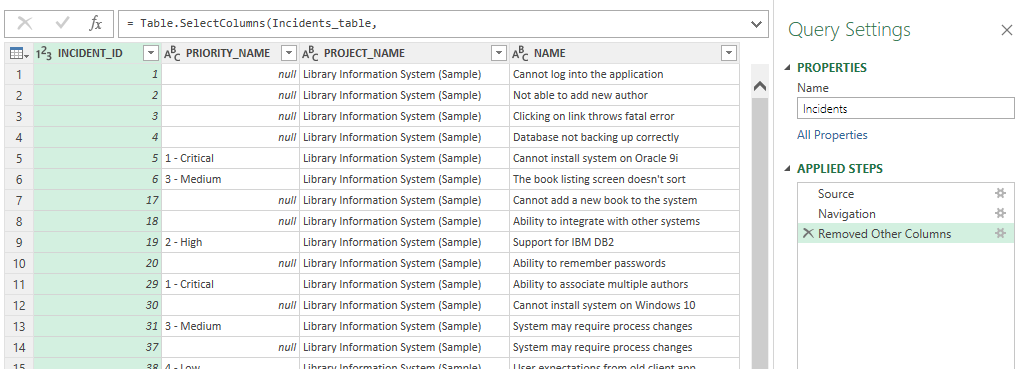 fx = Table.SelectColumns(Incidents_table,
123 INCIDENT_ID ABC PRIORITY_NAME ABC PROJECT_NAME ABC NAME
1 1 null Library Information System (Sample) Cannot log into the application
2 2 null Library Information System (Sample) Not able to add new author
3 3 null Library Information System (Sample) Clicking on link throws fatal error
4 4 null Library Information System (Sample) Database not backing up correctly
5 5 1 - Critical Library Information System (Sample) Cannot install system on Oracle 9i
6 6 3 - Medium Library Information System (Sample) The book listing screen doesn't sort
7 17 null Library Information System (Sample) Cannot add a new book to the system
8 18 null Library Information System (Sample) Ability to integrate with other systems
9 19 2 - High Library Information System (Sample) Support for IBM DB2
10 20 null Library Information System (Sample) Ability to remember passwords
11 29 1 - Critical Library Information System (Sample) Ability to associate multiple authors
12 30 null Library Information System (Sample) Cannot install system on Windows 10
13 31 3 - Medium Library Information System (Sample) System may require process changes
14 37 null Library Information System (Sample) System may require process changes
15 38 4 - Low Library Information System (Sample) User expectations from old client app
Query Settings
PROPERTIES
Name
Incidents
All Properties
APPLIED STEPS
Source
Navigation
Removed Other Columns